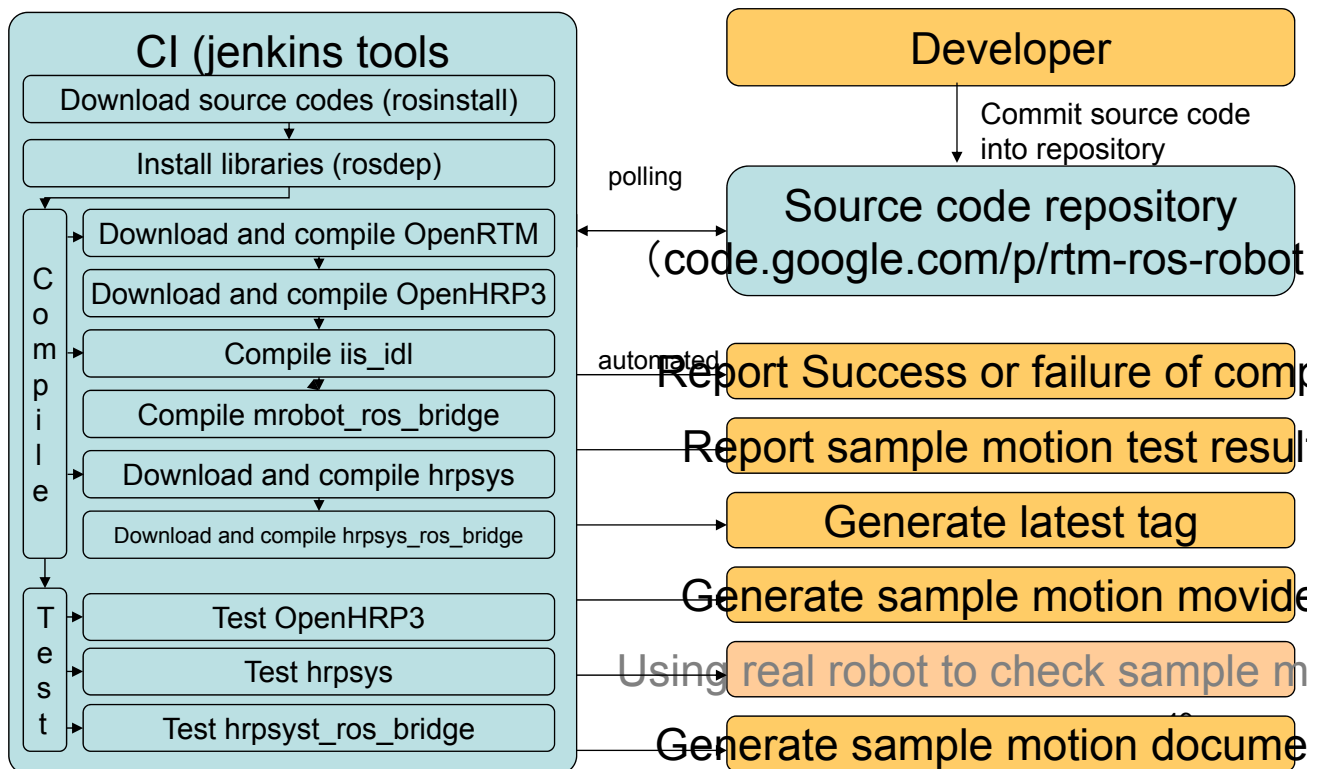 CI (jenkins tools
Download source codes (rosinstall)
Install libraries (rosdep)
Compile
Download and compile OpenRTM
Download and compile OpenHRP3
Compile iis_idl
Compile mrobot_ros_bridge
Download and compile hrpsys
Download and compile hrpsys_ros_bridge
Test
Test OpenHRP3
Test hrpsys
Test hrpsyst_ros_bridge
polling
automated
Developer
Commit source code
into repository
Source code repository
（code.google.com/p/rtm-ros-robot
Report Success or failure of comp
Report sample motion test resul
Generate latest tag
Generate sample motion movide
Using real robot to check sample m
Generate sample motion docume